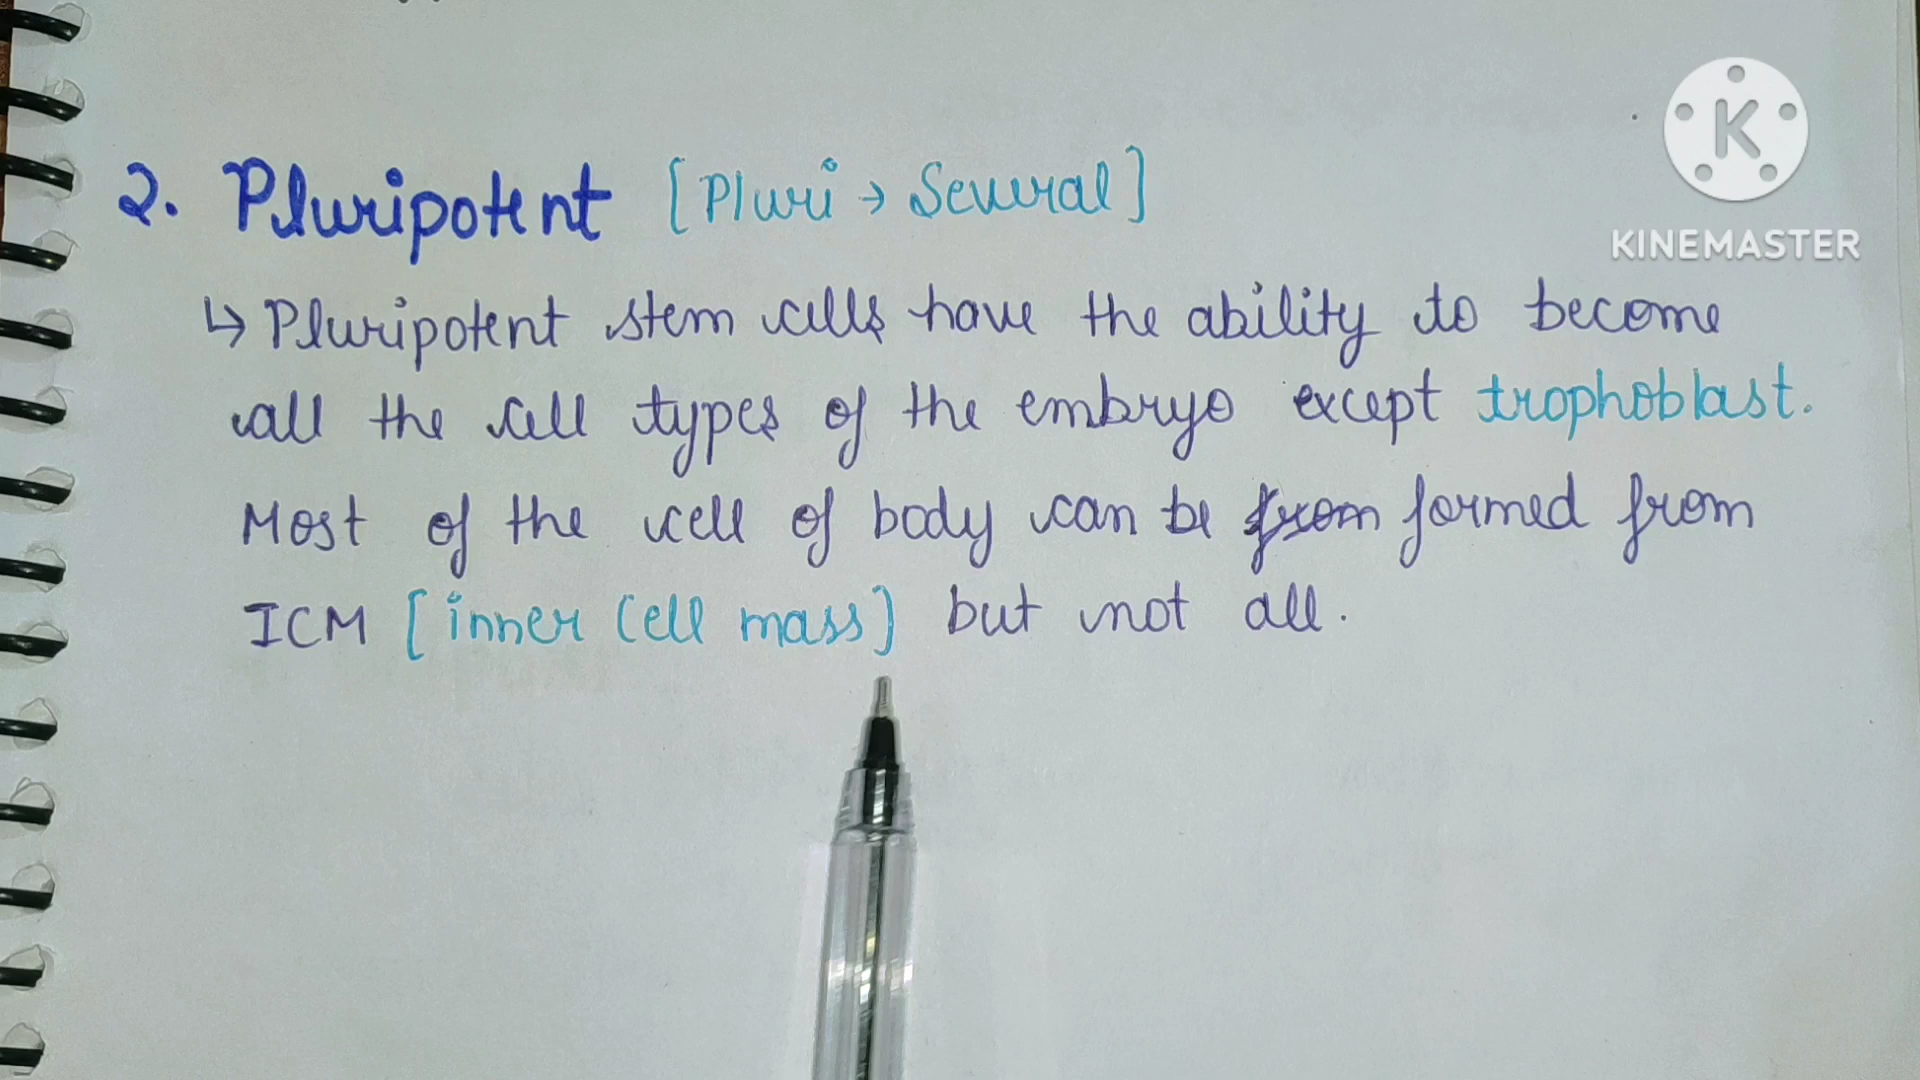 2. Pluripotent [Pluri → Several]
↳ Pluripotent stem cells have the ability to become
all the cell types of the embryo except trophoblast.
Most of the cell of body can be from formed from
ICM [inner cell mass] but not all.
K
KINEMASTER